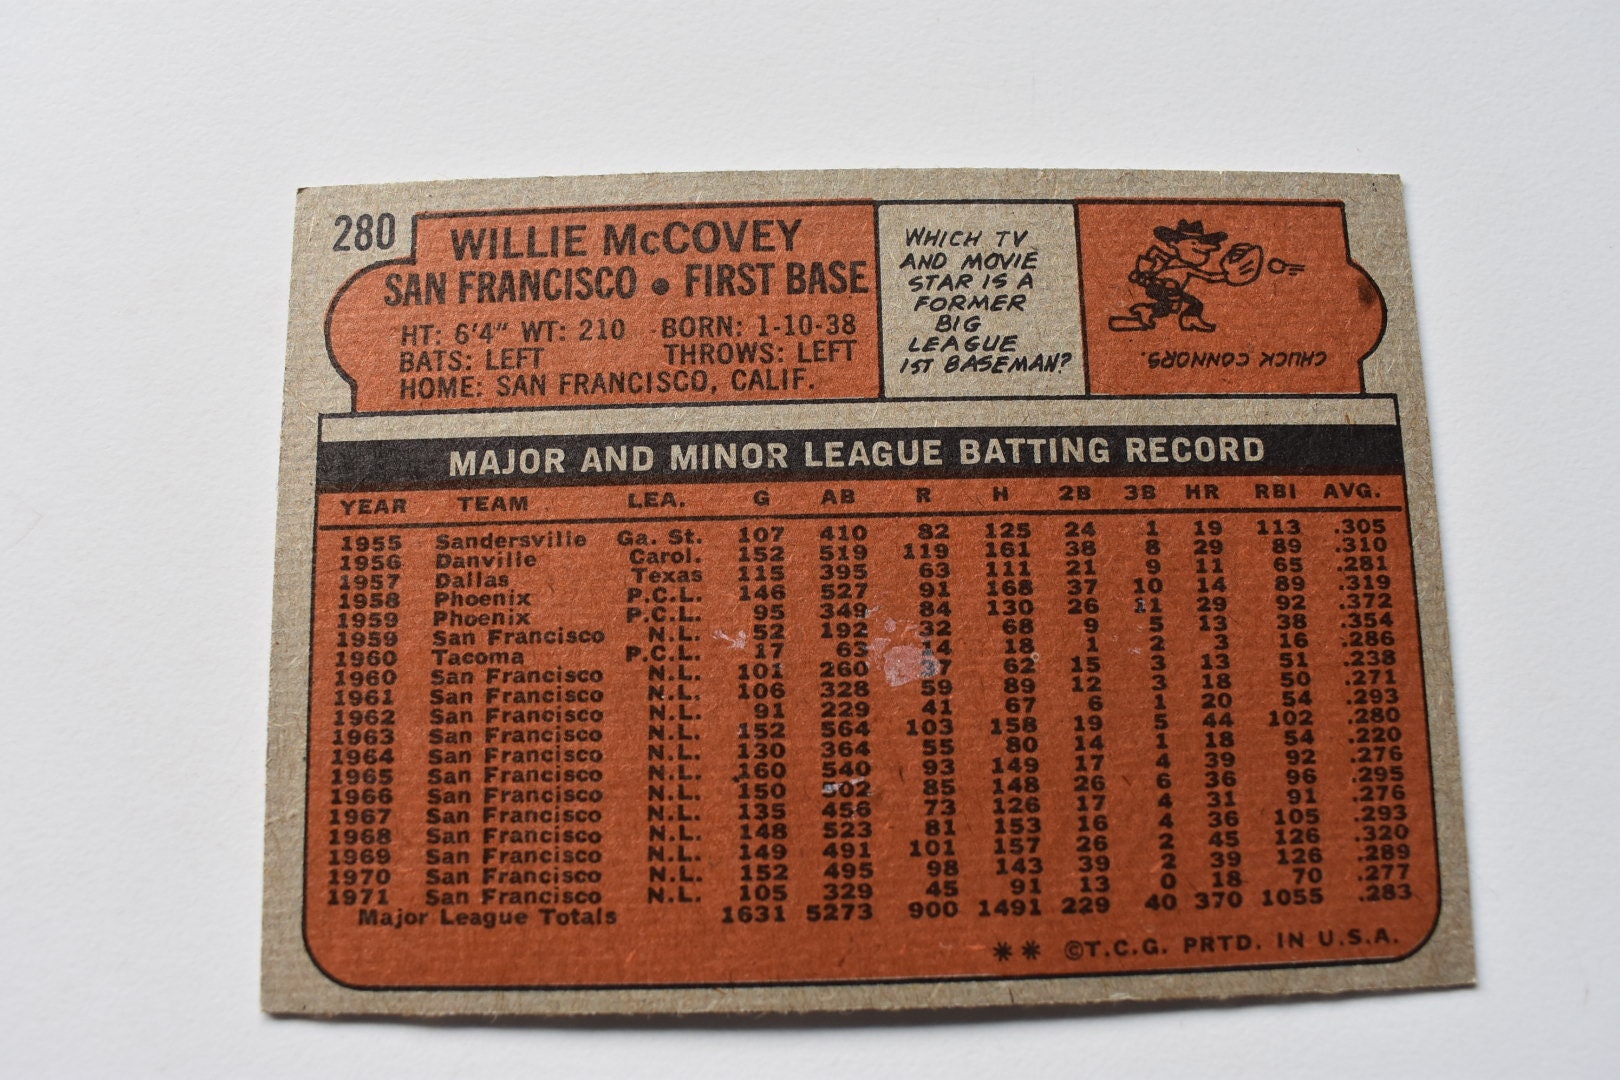 280
WILLIE McCOVEY
SAN FRANCISCO • FIRST BASE
HT: 6'4" WT: 210 BORN: 1-10-38
BATS: LEFT THROWS: LEFT
HOME: SAN FRANCISCO, CALIF.
WHICH TV
AND MOVIE
STAR IS A
FORMER
BIG
LEAGUE
1ST BASEMAN?
CHUCK CONNORS.
MAJOR AND MINOR LEAGUE BATTING RECORD
YEAR TEAM LEA. G AB R H 2B 3B HR RBI AVG.
1955 Sandersville Ga. St. 107 410 82 125 24 1 19 113 .305
1956 Danville Carol. 152 519 119 161 38 8 29 89 .310
1957 Dallas Texas 115 395 63 111 21 9 11 65 .281
1958 Phoenix P.C.L. 146 527 91 168 37 10 14 89 .319
1959 Phoenix P.C.L. 95 349 84 130 26 11 29 92 .372
1959 San Francisco N.L. 52 192 32 68 9 5 13 38 .354
1960 Tacoma P.C.L. 17 63 14 18 1 2 3 16 .286
1960 San Francisco N.L. 101 260 37 62 15 3 13 51 .238
1961 San Francisco N.L. 106 328 59 89 12 3 18 50 .271
1962 San Francisco N.L. 91 229 41 67 6 1 20 54 .293
1963 San Francisco N.L. 152 564 103 158 19 5 44 102 .280
1964 San Francisco N.L. 130 364 55 80 14 1 18 54 .220
1965 San Francisco N.L. 160 540 93 149 17 4 39 92 .276
1966 San Francisco N.L. 150 502 85 148 26 6 36 96 .295
1967 San Francisco N.L. 135 456 73 126 17 4 31 91 .276
1968 San Francisco N.L. 148 523 81 153 16 4 36 105 .293
1969 San Francisco N.L. 149 491 101 157 26 2 45 126 .320
1970 San Francisco N.L. 152 495 98 143 39 2 39 126 .289
1971 San Francisco N.L. 105 329 45 91 13 0 18 70 .277
Major League Totals 1631 5273 900 1491 229 40 370 1055 .283
** ©T.C.G. PRTD. IN U.S.A.